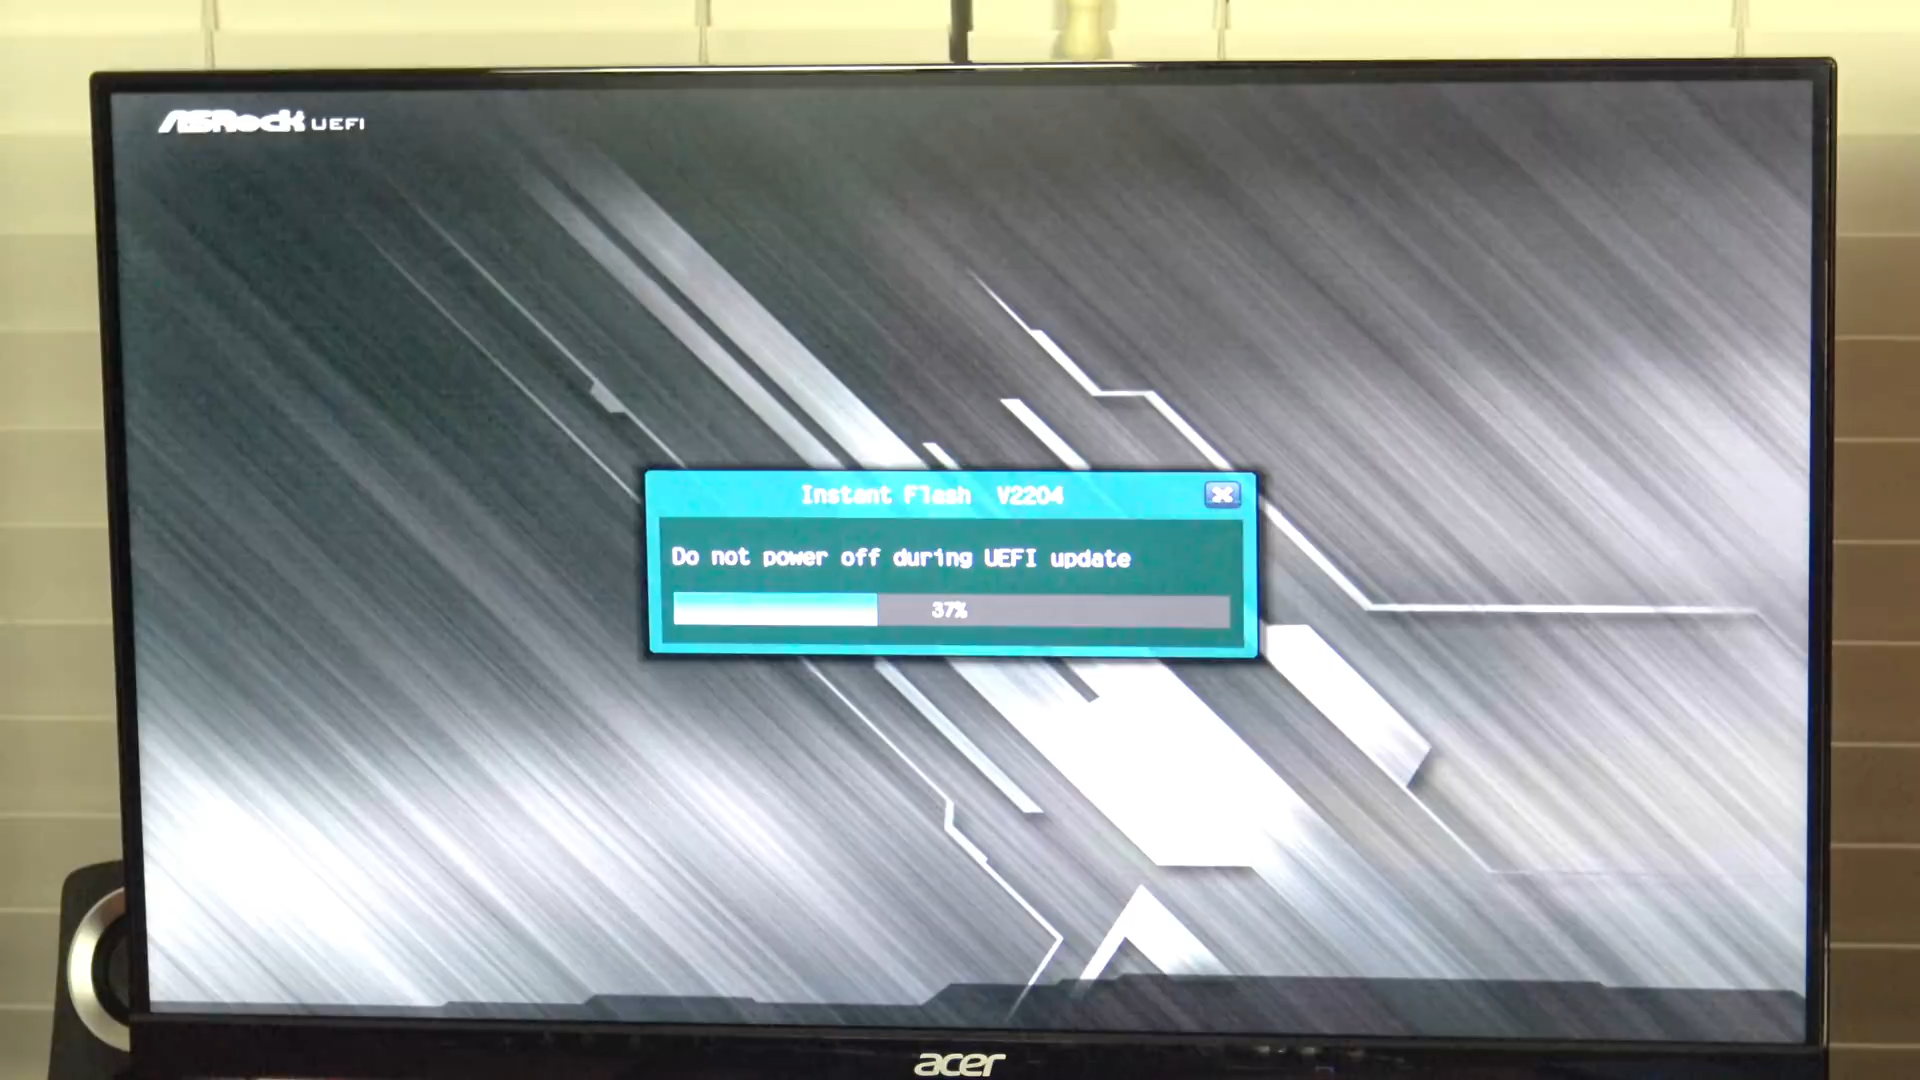 ASRock UEFI
Instant Flash V2204
Do not power off during UEFI update
37%
acer